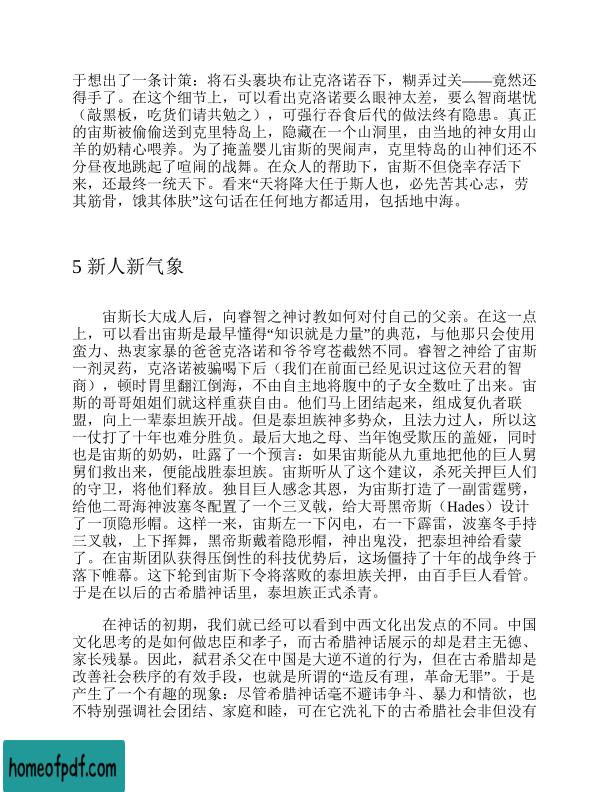 于想出了一条计策：将石头裹块布让克洛诺吞下，糊弄过关——竟然还
得手了。在这个细节上，可以看出克洛诺要么眼神太差，要么智商堪忧
（敲黑板，吃货们请共勉之），可强行吞食后代的做法终有隐患。真正
的宙斯被偷偷送到克里特岛上，隐藏在一个山洞里，由当地的神女用山
羊的奶精心喂养。为了掩盖婴儿宙斯的哭闹声，克里特岛的山神们还不
分昼夜地跳起了喧闹的战舞。在众人的帮助下，宙斯不但侥幸存活下
来，还最终一统天下。看来“天将降大任于斯人也，必先苦其心志，劳
其筋骨，饿其体肤”这句话在任何地方都适用，包括地中海。
5 新人新气象
宙斯长大成人后，向睿智之神讨教如何对付自己的父亲。在这一点
上，可以看出宙斯是最早懂得“知识就是力量”的典范，与他那只会使用
蛮力、热衷家暴的爸爸克洛诺和爷爷穹苍截然不同。睿智之神给了宙斯
一剂灵药，克洛诺被骗喝下后（我们在前面已经见识过这位天君的智
商），顿时胃里翻江倒海，不由自主地将腹中的子女全数吐了出来。宙
斯的哥哥姐姐们就这样重获自由。他们马上团结起来，组成复仇者联
盟，向上一辈泰坦族开战。但是泰坦族神多势众，且法力过人，所以这
一仗打了十年也难分胜负。最后大地之母、当年饱受欺压的盖娅，同时
也是宙斯的奶奶，吐露了一个预言：如果宙斯能从九重地把他的巨人舅
舅们救出来，便能战胜泰坦族。宙斯听从了这个建议，杀死关押巨人们
的守卫，将他们释放。独目巨人感念其恩，为宙斯打造了一副雷霆劈，
给他二哥海神波塞冬配置了一个三叉戟，给大哥黑帝斯（Hades）设计
了一顶隐形帽。这样一来，宙斯左一下闪电，右一下霹雳，波塞冬手持
三叉戟，上下挥舞，黑帝斯戴着隐形帽，神出鬼没，把泰坦神给看蒙
了。在宙斯团队获得压倒性的科技优势后，这场僵持了十年的战争终于
落下帷幕。这下轮到宙斯下令将落败的泰坦族关押，由百手巨人看管。
于是在以后的古希腊神话里，泰坦族正式杀青。
在神话的初期，我们就已经可以看到中西文化出发点的不同。中国
文化思考的是如何做忠臣和孝子，而古希腊神话展示的却是君主无德、
家长残暴。因此，弑君杀父在中国是大逆不道的行为，但在古希腊却是
改善社会秩序的有效手段，也就是所谓的“造反有理，革命无罪”。于是
产生了一个有趣的现象：尽管希腊神话毫不避讳争斗、暴力和情欲，也
不特别强调社会团结、家庭和睦，可在它洗礼下的古希腊社会非但没有
homeofpdf.com